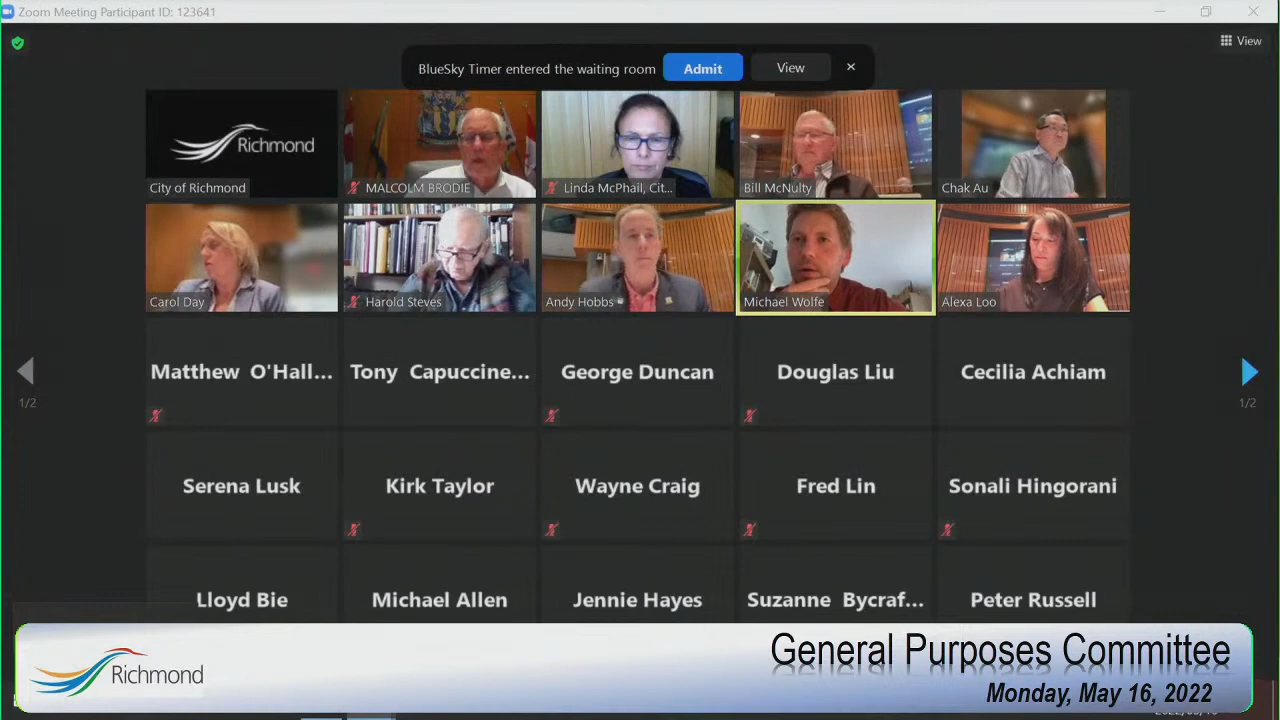 Zoom Meeting Participant ID: 123641
View
BlueSky Timer entered the waiting room Admit View
Richmond
City of Richmond
MALCOLM BRODIE
Linda McPhail, Cit...
Bill McNulty
Chak Au
Carol Day
Harold Steves
Andy Hobbs
Michael Wolfe
Alexa Loo
Matthew O'Hall...
Tony Capuccine...
George Duncan
Douglas Liu
Cecilia Achiam
1/2
1/2
Serena Lusk
Kirk Taylor
Wayne Craig
Fred Lin
Sonali Hingorani
Lloyd Bie
Michael Allen
Jennie Hayes
Suzanne Bycraf...
Peter Russell
Richmond
General Purposes Committee
Monday, May 16, 2022